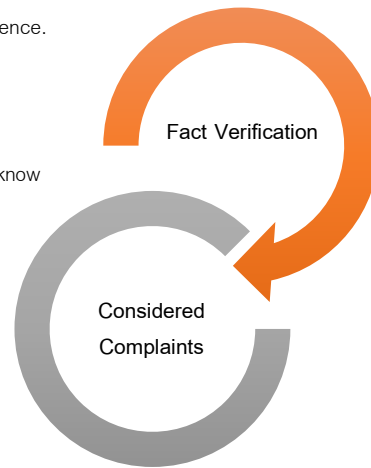 ence.
Fact Verification
know
Considered
Complaints